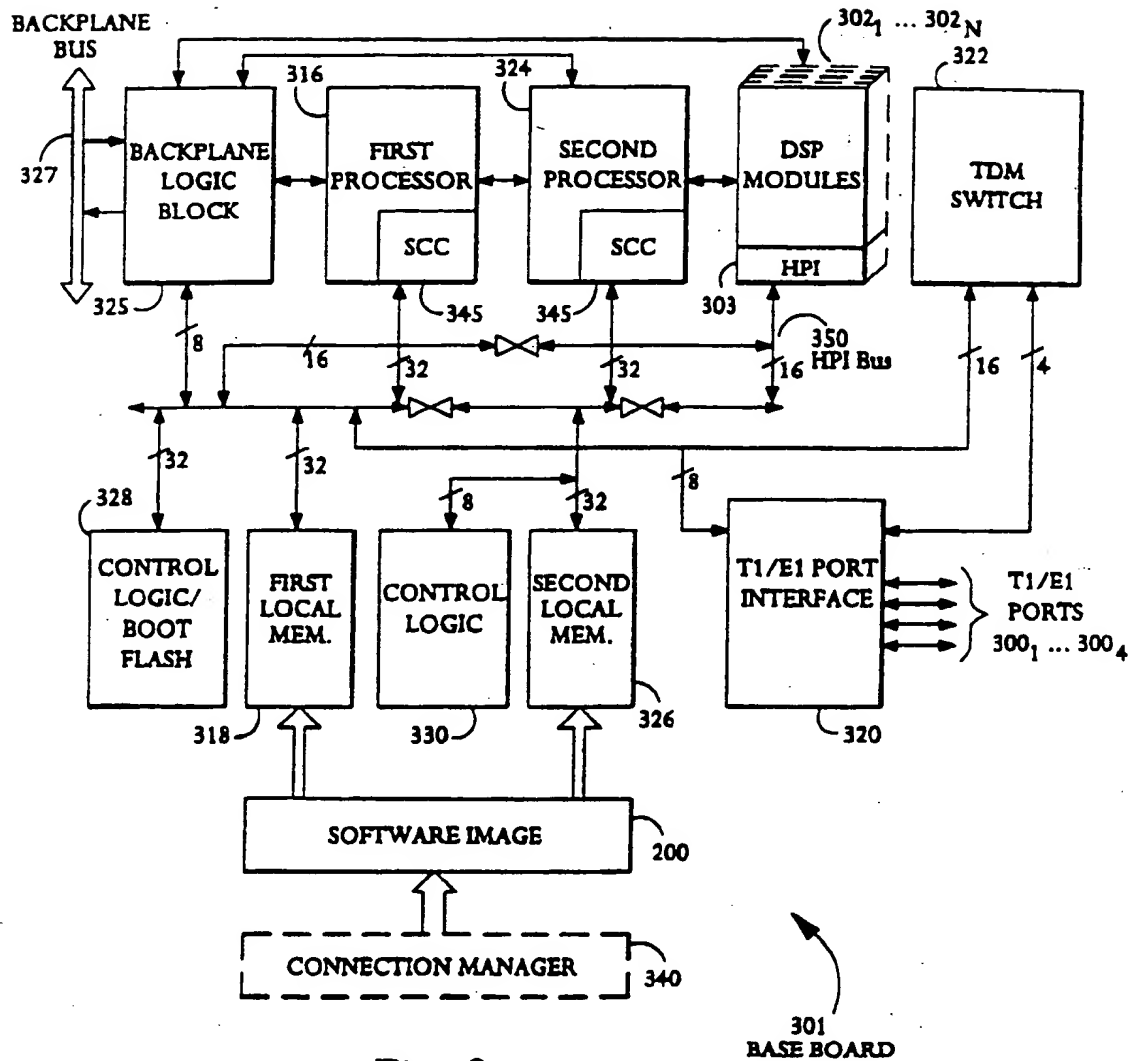 BACKPLANE
BUS
302₁ ... 302N
316
324
322
BACKPLANE
LOGIC
BLOCK
FIRST
PROCESSOR
SECOND
PROCESSOR
DSP
MODULES
TDM
SWITCH
327
SCC
SCC
HPI
325
345
345
303
8
16
32
32
350
HPI Bus
16
16
4
32
32
8
32
8
328
CONTROL
LOGIC/
BOOT
FLASH
FIRST
LOCAL
MEM.
CONTROL
LOGIC
SECOND
LOCAL
MEM.
T1/E1 PORT
INTERFACE
T1/E1
PORTS
300₁ ... 300₄
318
330
326
320
SOFTWARE IMAGE
200
CONNECTION MANAGER
340
301
BASE BOARD